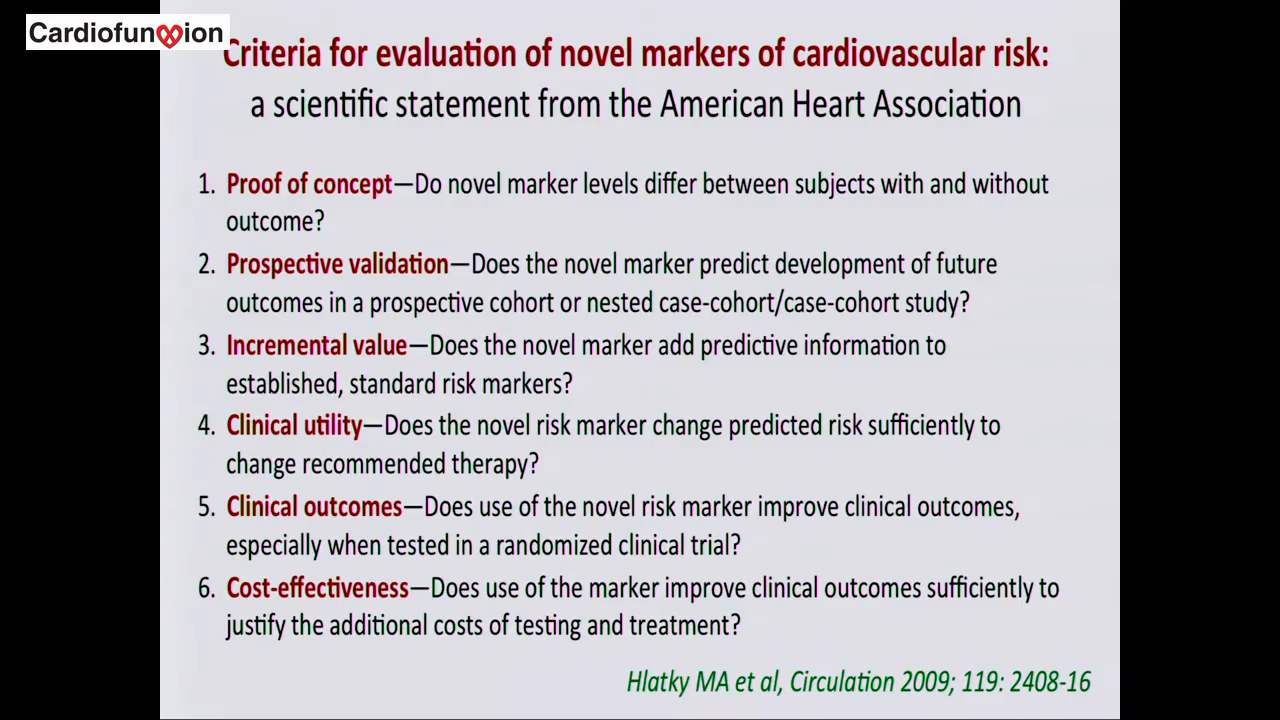 Cardiofun ion
Criteria for evaluation of novel markers of cardiovascular risk:
a scientific statement from the American Heart Association
1. Proof of concept—Do novel marker levels differ between subjects with and without
outcome?
2. Prospective validation—Does the novel marker predict development of future
outcomes in a prospective cohort or nested case-cohort/case-cohort study?
3. Incremental value—Does the novel marker add predictive information to
established, standard risk markers?
4. Clinical utility—Does the novel risk marker change predicted risk sufficiently to
change recommended therapy?
5. Clinical outcomes—Does use of the novel risk marker improve clinical outcomes,
especially when tested in a randomized clinical trial?
6. Cost-effectiveness—Does use of the marker improve clinical outcomes sufficiently to
justify the additional costs of testing and treatment?
Hlatky MA et al, Circulation 2009; 119: 2408-16